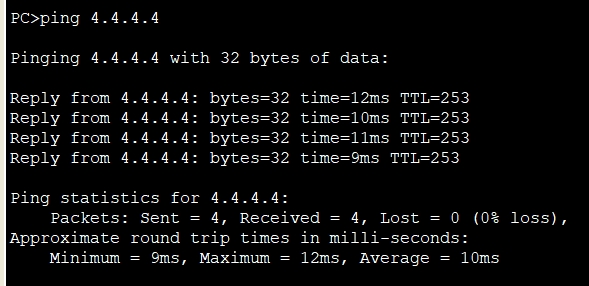 PC>ping 4.4.4.4
Pinging 4.4.4.4 with 32 bytes of data:
Reply from 4.4.4.4: bytes=32 time=12ms TTL=253
Reply from 4.4.4.4: bytes=32 time=10ms TTL=253
Reply from 4.4.4.4: bytes=32 time=11ms TTL=253
Reply from 4.4.4.4: bytes=32 time=9ms TTL=253
Ping statistics for 4.4.4.4:
Packets: Sent = 4, Received = 4, Lost = 0 (0% loss),
Approximate round trip times in milli-seconds:
Minimum = 9ms, Maximum = 12ms, Average = 10ms